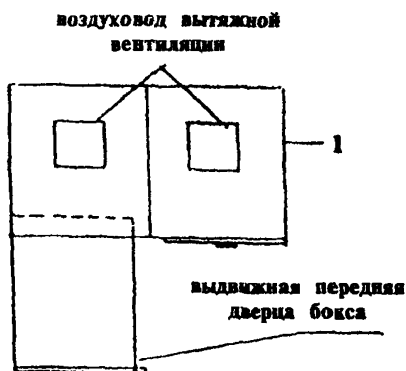 воздуховод вытяжной
вентиляции
1
выдвижная передняя
дверца бокса